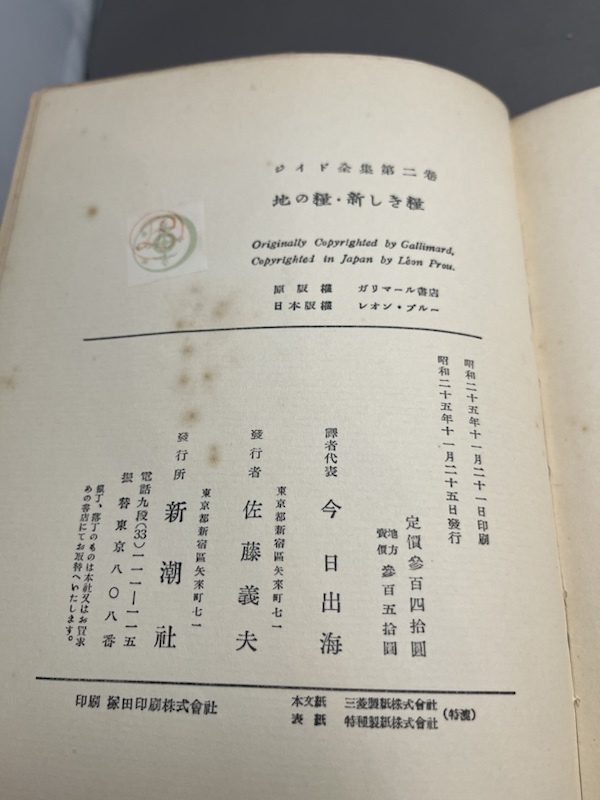 ジイド全集第二卷
地の糧・新しき糧
Originally Copyrighted by Gallimard,
Copyrighted in Japan by Léon Prou.
原版權 ガリマール書店
日本版權 レオン・プルー
昭和二十五年十一月二十一日印刷
昭和二十五年十一月二十五日發行
定價參百四拾圓
地方賣價 參百五拾圓
譯者代表 今日出海
東京都新宿區矢來町七一
發行者 佐藤義夫
東京都新宿區矢來町七一
發行所 新潮社
電話九段(33)一一一一―一一五
振替東京八〇八番
亂丁、落丁のものは本社又はお買求
めの書店にてお取替へいたします。
印刷 塚田印刷株式會社
本文紙 三菱製紙株式會社
表紙 特種製紙株式會社
(特漉)